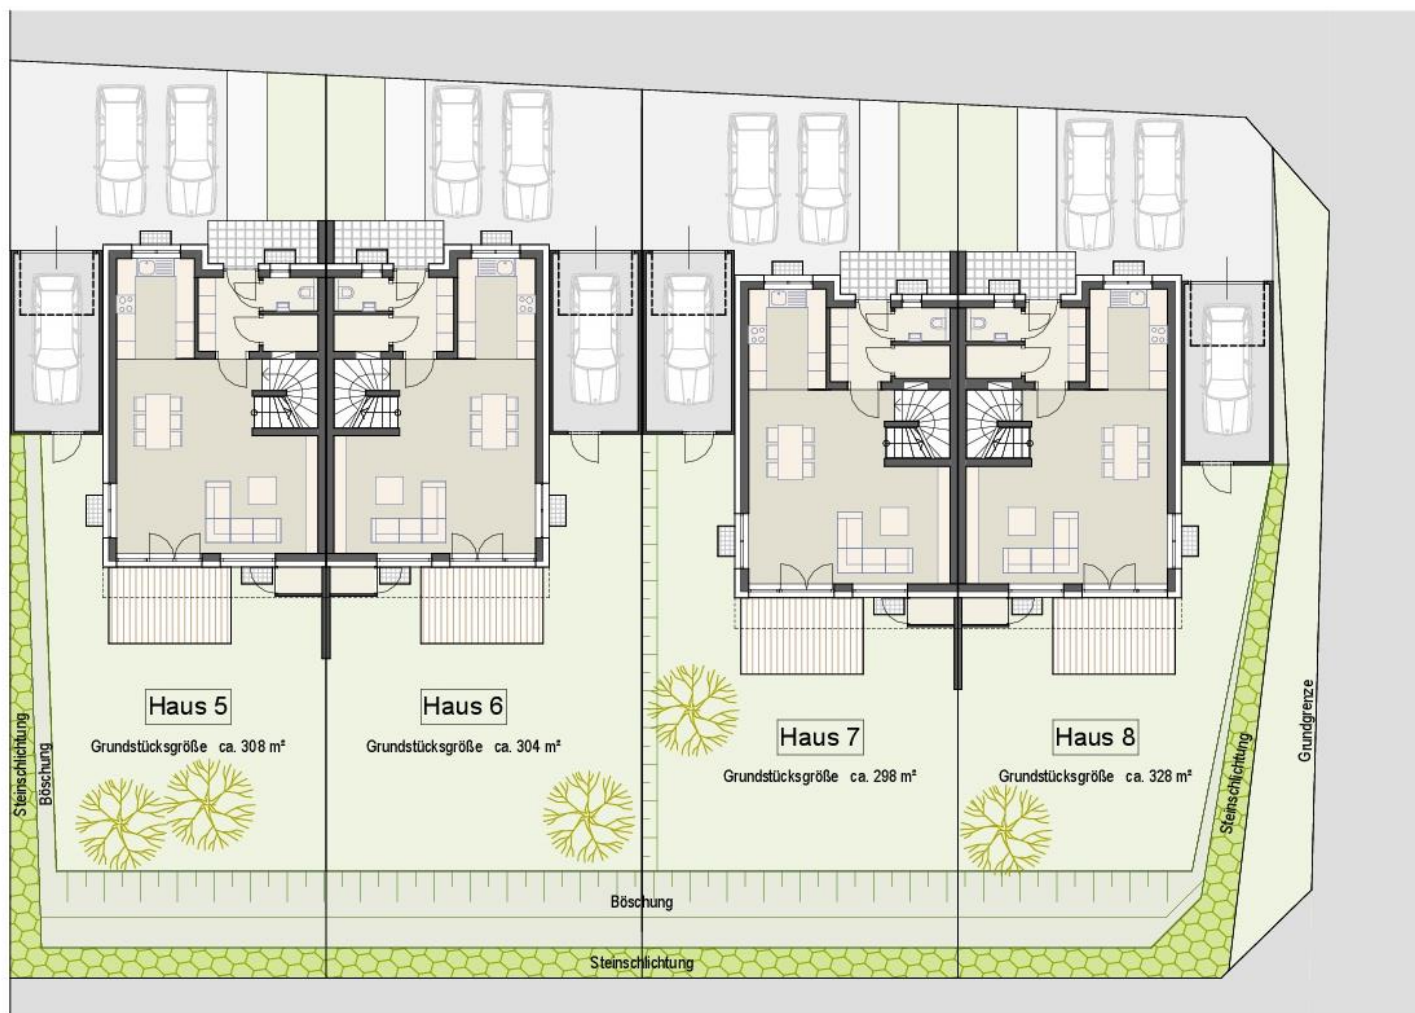 Haus 5
Grundstücksgröße ca. 308 m²
Haus 6
Grundstücksgröße ca. 304 m²
Haus 7
Grundstücksgröße ca. 298 m²
Haus 8
Grundstücksgröße ca. 328 m²
Steinschlichtung
Böschung
Steinschlichtung
Grundgrenze
Böschung
Steinschlichtung